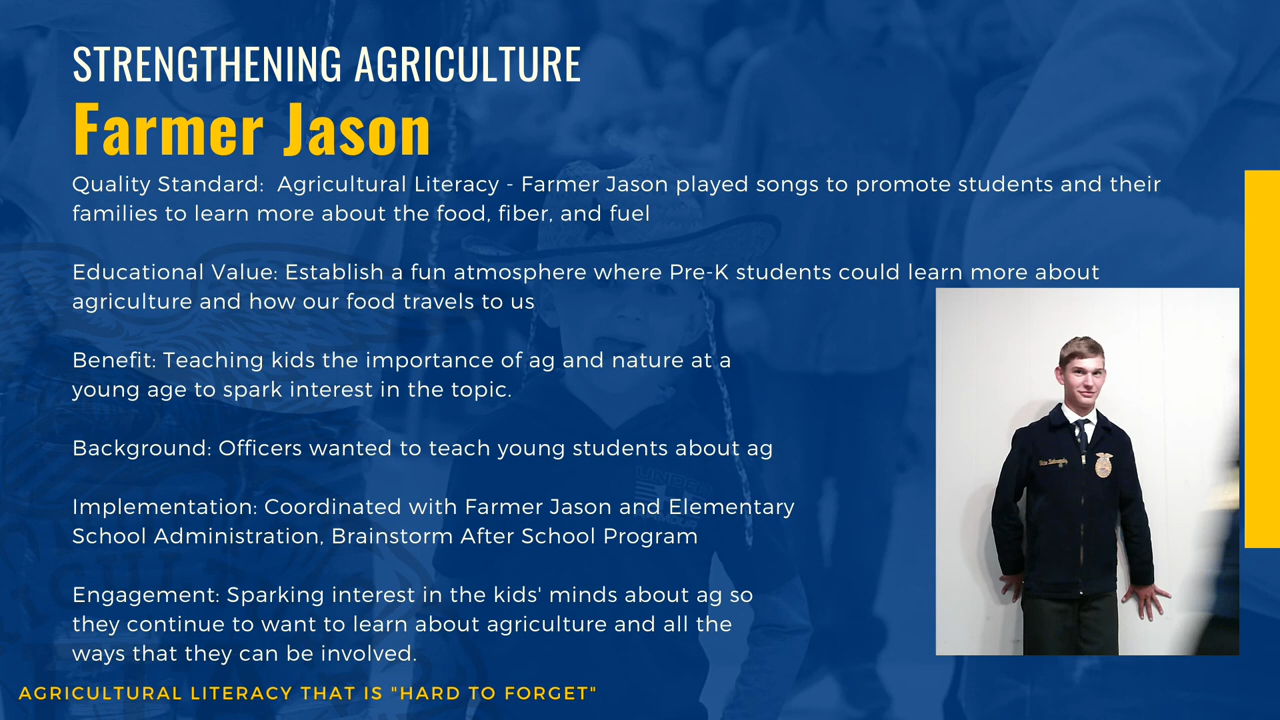 STRENGTHENING AGRICULTURE
Farmer Jason
Quality Standard:  Agricultural Literacy - Farmer Jason played songs to promote students and their
families to learn more about the food, fiber, and fuel
Educational Value: Establish a fun atmosphere where Pre-K students could learn more about
agriculture and how our food travels to us
Benefit: Teaching kids the importance of ag and nature at a
young age to spark interest in the topic.
Background: Officers wanted to teach young students about ag
Implementation: Coordinated with Farmer Jason and Elementary
School Administration, Brainstorm After School Program
Engagement: Sparking interest in the kids' minds about ag so
they continue to want to learn about agriculture and all the
ways that they can be involved.
AGRICULTURAL LITERACY THAT IS "HARD TO FORGET"